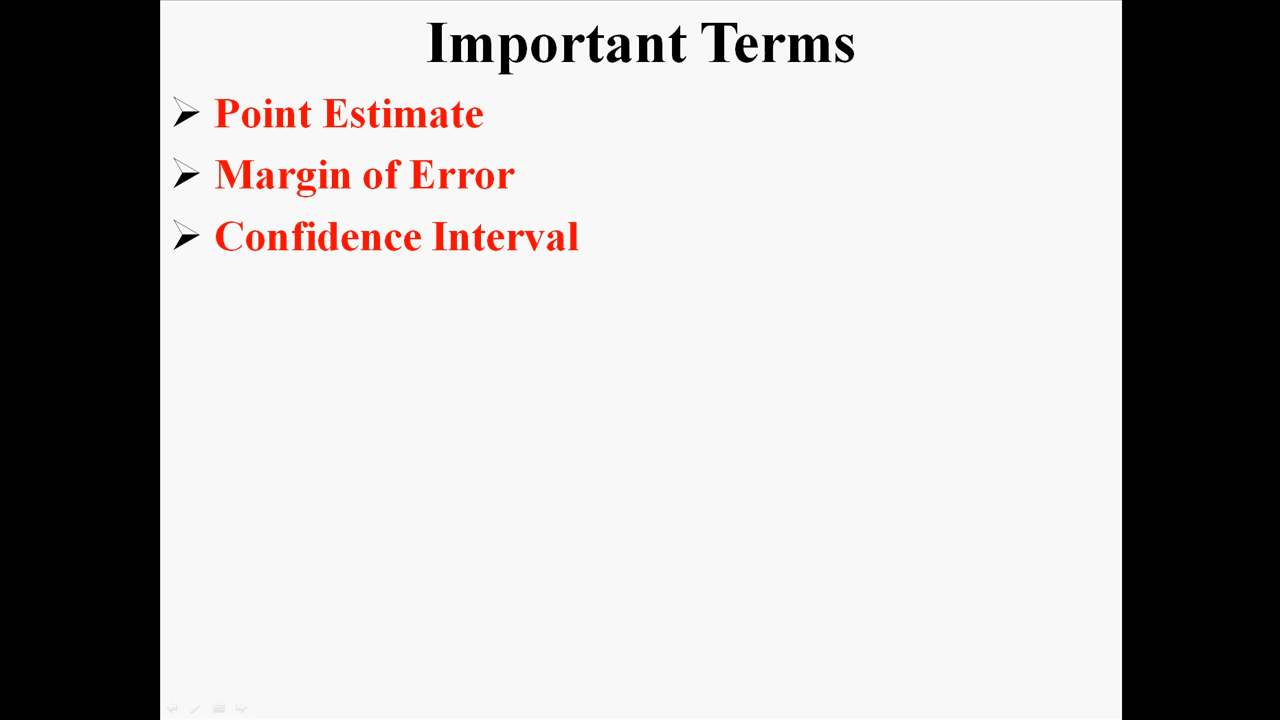 Important Terms
Point Estimate
Margin of Error
Confidence Interval